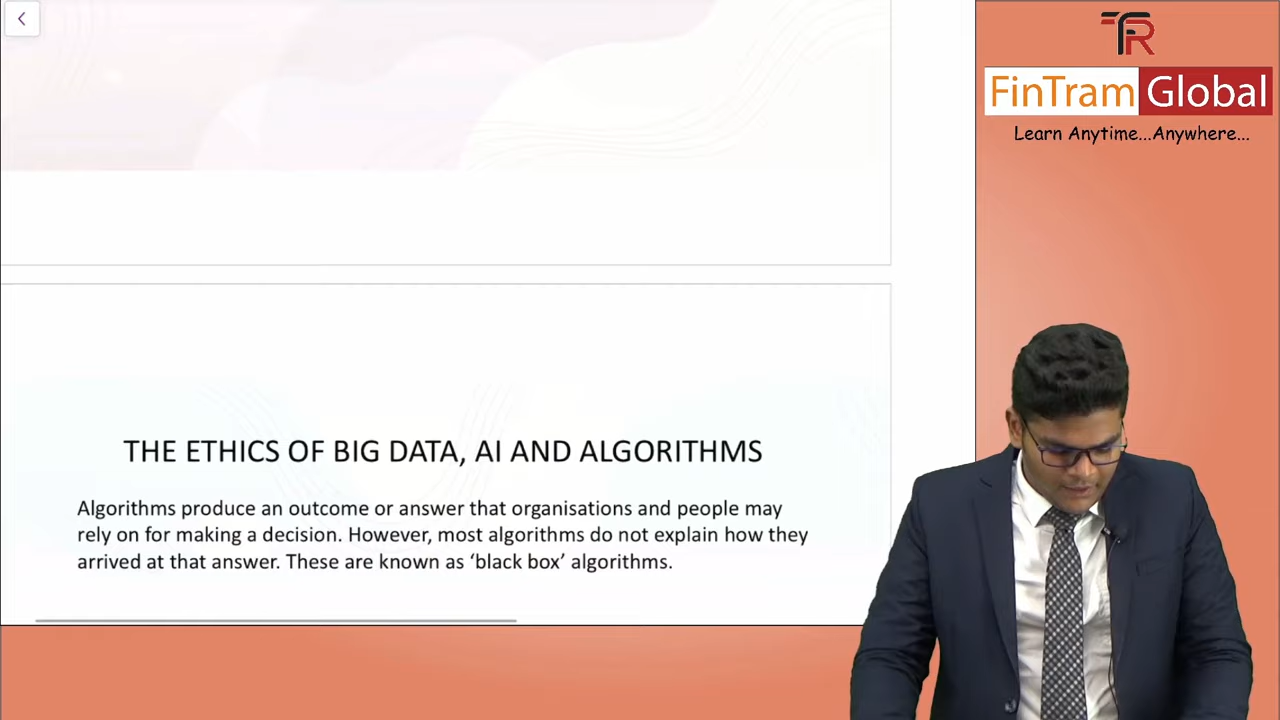 FinTram Global
Learn Anytime...Anywhere...
THE ETHICS OF BIG DATA, AI AND ALGORITHMS
Algorithms produce an outcome or answer that organisations and people may
rely on for making a decision. However, most algorithms do not explain how they
arrived at that answer. These are known as ‘black box’ algorithms.